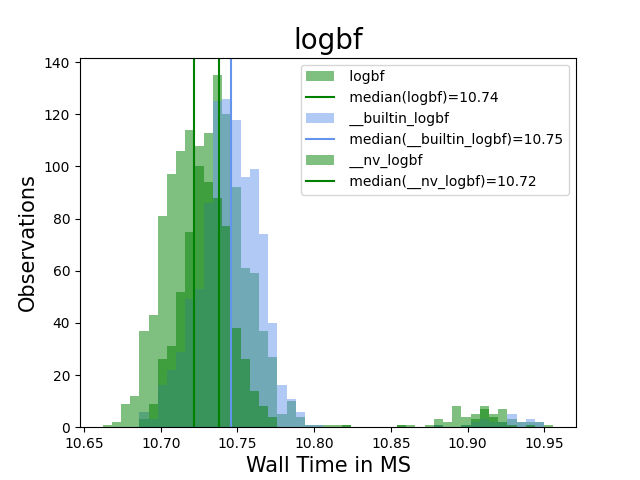 logbf
logbf
median(logbf)=10.74
__builtin_logbf
median(__builtin_logbf)=10.75
__nv_logbf
median(__nv_logbf)=10.72
Observations
140
120
100
80
60
40
20
0
10.65 10.70 10.75 10.80 10.85 10.90 10.95
Wall Time in MS